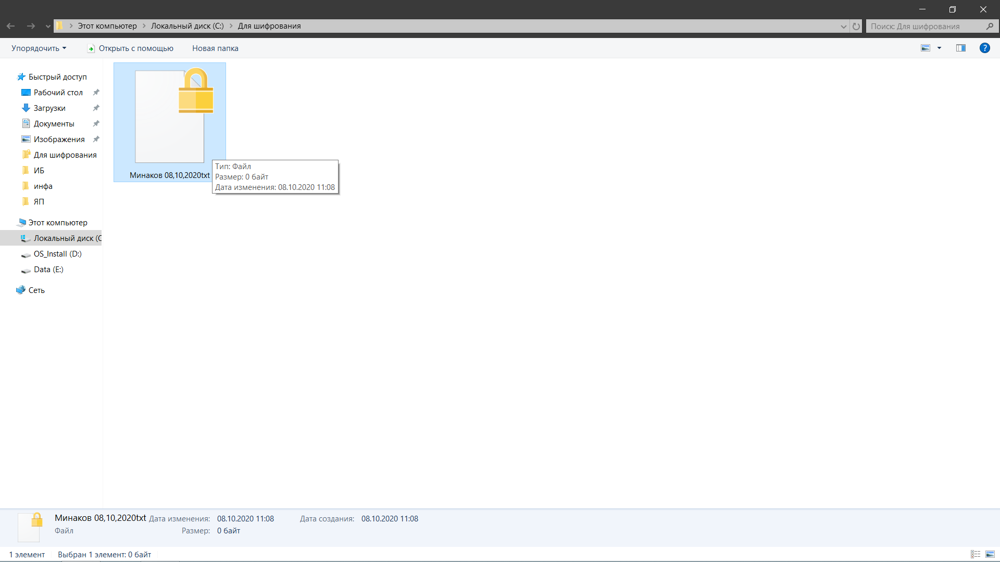 Этот компьютер
Локальный диск (C:)
Для шифрования
Поиск: Для шифрования
Упорядочить
Открыть с помощью
Новая папка
?
Быстрый доступ
Рабочий стол
Загрузки
Документы
Изображения
Для шифрования
ИБ
инфа
ЯП
Этот компьютер
Локальный диск (C
OS_Install (D:)
Data (E:)
Сеть
Минаков 08,10,2020txt
Тип: Файл
Размер: 0 байт
Дата изменения: 08.10.2020 11:08
Минаков 08,10,2020txt Дата изменения: 08.10.2020 11:08 Дата создания: 08.10.2020 11:08
Файл Размер: 0 байт
1 элемент Выбран 1 элемент: 0 байт